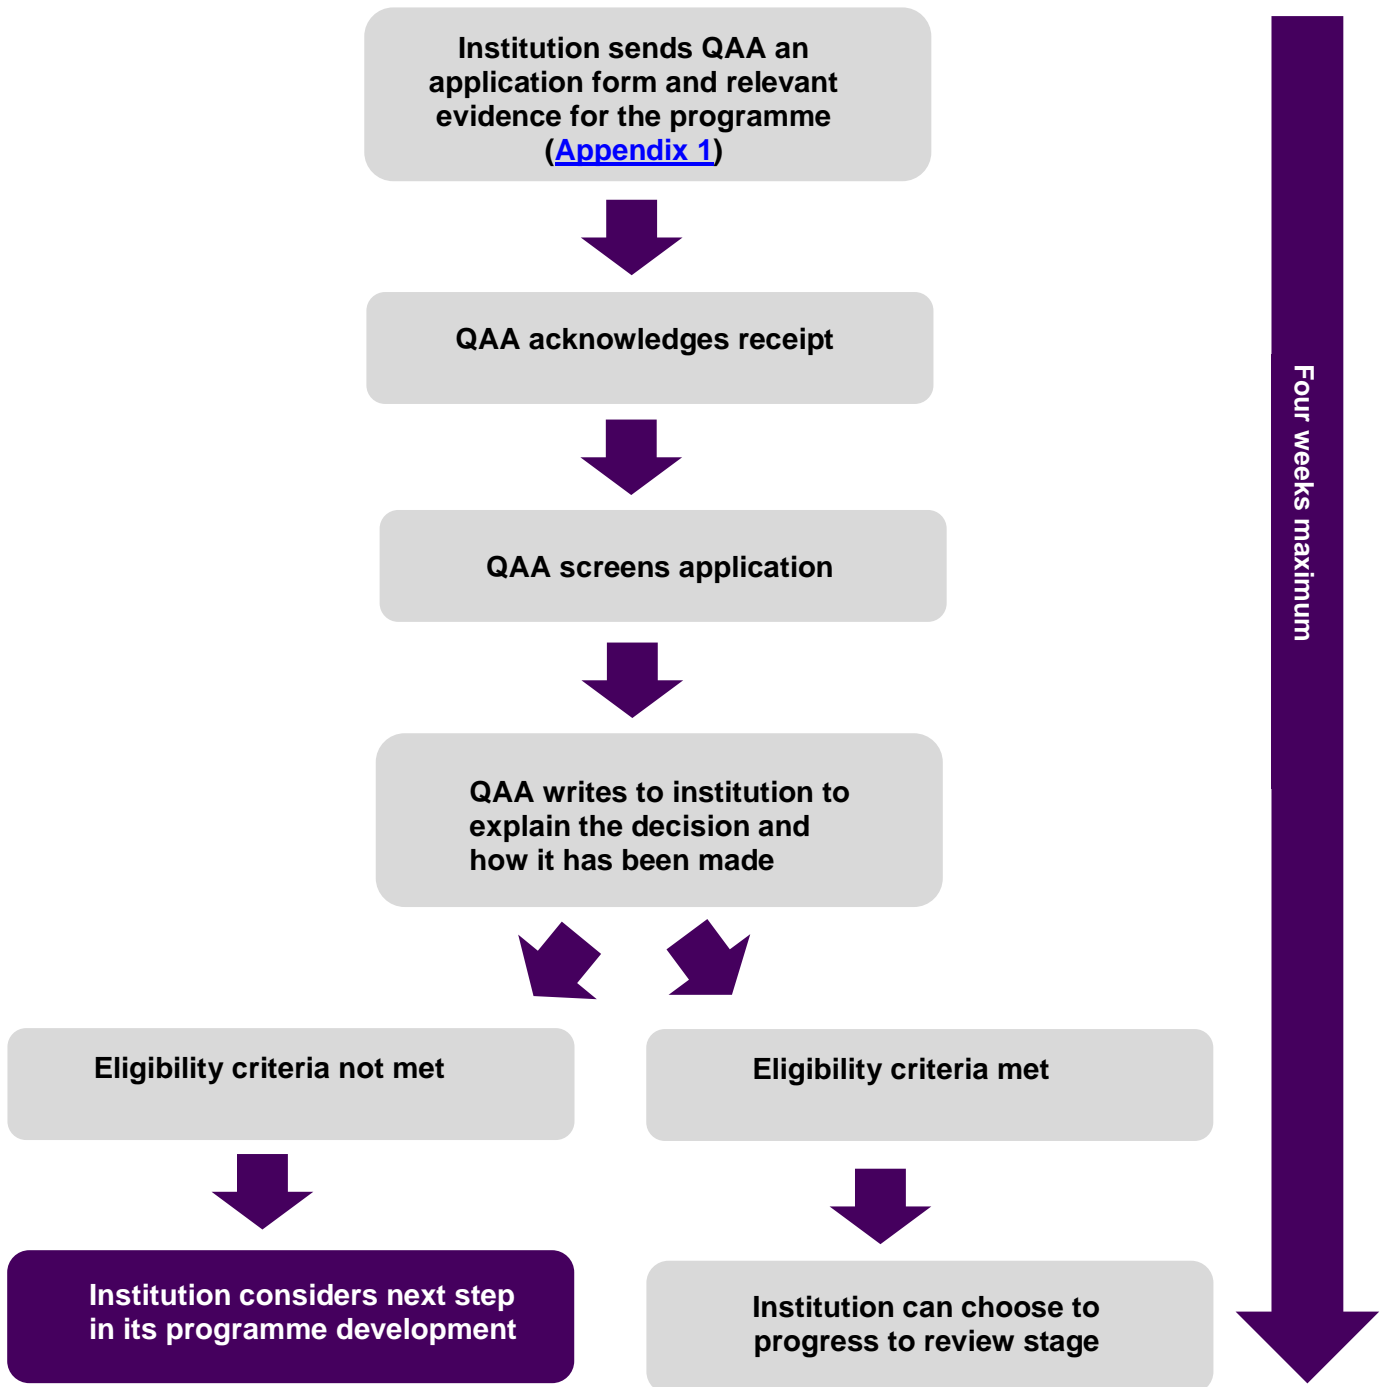 Institution sends QAA an
application form and relevant
evidence for the programme
(Appendix 1)
QAA acknowledges receipt
QAA screens application
QAA writes to institution to
explain the decision and
how it has been made
Eligibility criteria not met
Eligibility criteria met
Institution considers next step
in its programme development
Institution can choose to
progress to review stage
Four weeks maximum